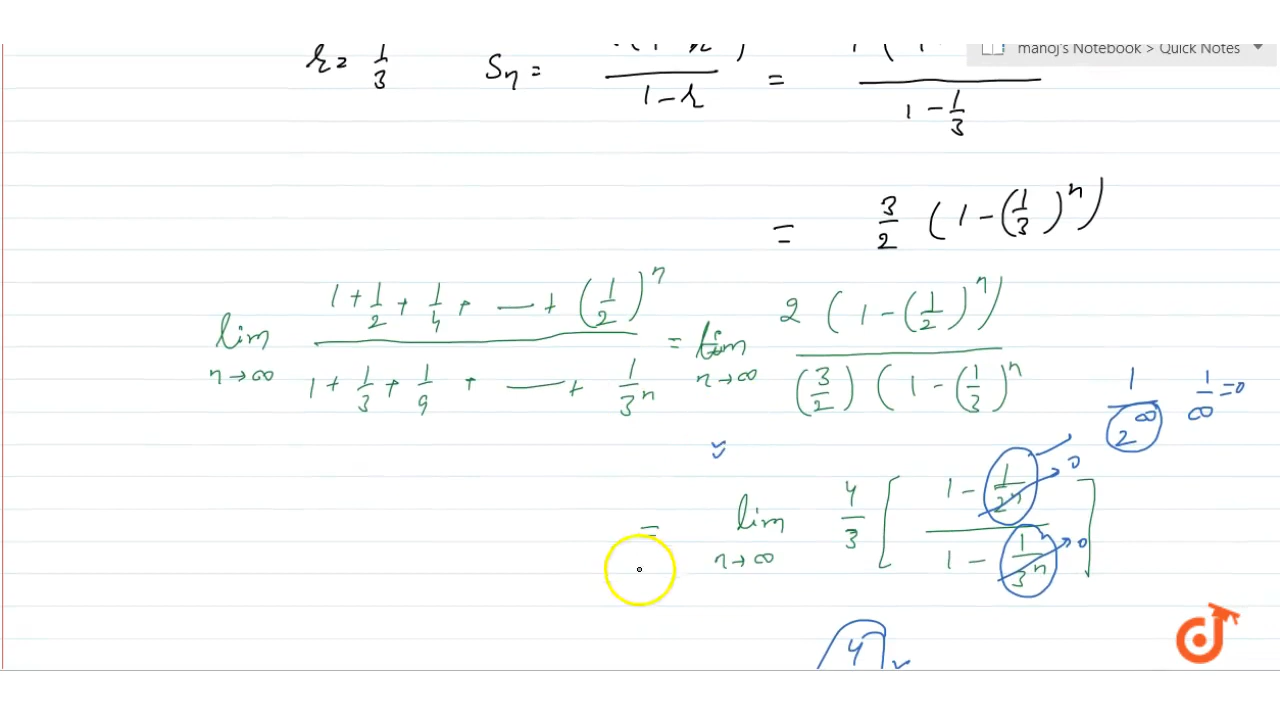 manoj's Notebook > Quick Notes
r = 1/3 Sn = /(1-r) = /(1 - 1/3)
= 3/2 (1 - (1/3)^n)
lim n→∞ (1 + 1/2 + 1/4 + — + (1/2)^n)/(1 + 1/3 + 1/9 + — + 1/3^n) = lim n→∞ 2 (1 - (1/2)^n)/((3/2) (1 - (1/3)^n)
1/2^∞ 1/∞ = 0
= lim n→∞ 4/3 [(1 - 1/2^n → 0)/(1 - 1/3^n → 0)]
4